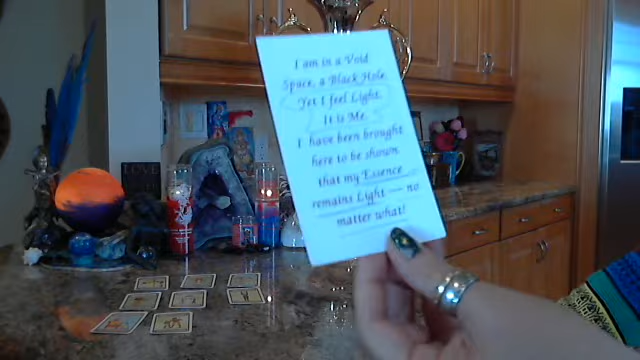 I am in a Void
Space, a Black Hole.
Yet I feel Light.
It is Me.
I have been brought
here to be shown
that my Essence
remains Light — no
matter what!
LOVE